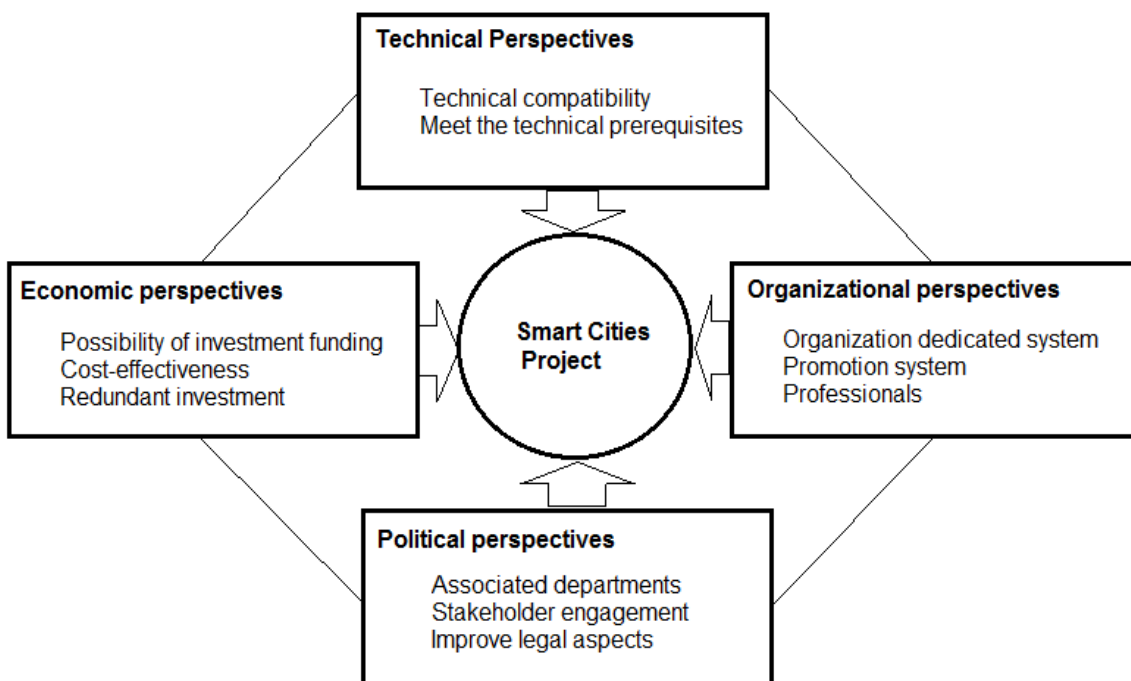 Technical Perspectives
Technical compatibility
Meet the technical prerequisites
Economic perspectives
Possibility of investment funding
Cost-effectiveness
Redundant investment
Smart Cities
Project
Organizational perspectives
Organization dedicated system
Promotion system
Professionals
Political perspectives
Associated departments
Stakeholder engagement
Improve legal aspects